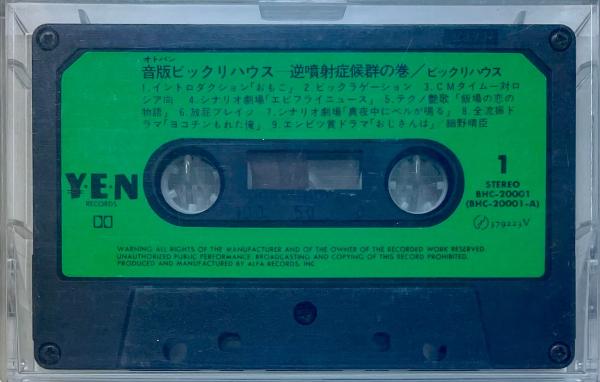 オトバン
音版ビックリハウス―逆噴射症候群の巻／ビックリハウス
1.イントロダクション「おもこ」 2.ビックラゲーション 3.CMタイム―対ロ
シア向 4.シナリオ劇場「エビフライニュース」 5.テクノ艶歌「飯場の恋の
物語」 6.放屁ブレイク 7.シナリオ劇場「真夜中にベルが鳴る」 8.全流振ド
ラマ「ヨコチンもれた俺」 9.エンピツ賞ドラマ「おじさんは」 細野晴臣
Y·E·N
RECORDS
1
STEREO
BHC-20001
(BHC-20001-A)
379223V
WARNING: ALL RIGHTS OF THE MANUFACTURER AND OF THE OWNER OF THE RECORDED WORK RESERVED.
UNAUTHORIZED PUBLIC PERFORMANCE, BROADCASTING AND COPYING OF THIS RECORD PROHIBITED.
PRODUCED AND MANUFACTURED BY ALFA RECORDS, INC
100 50 0